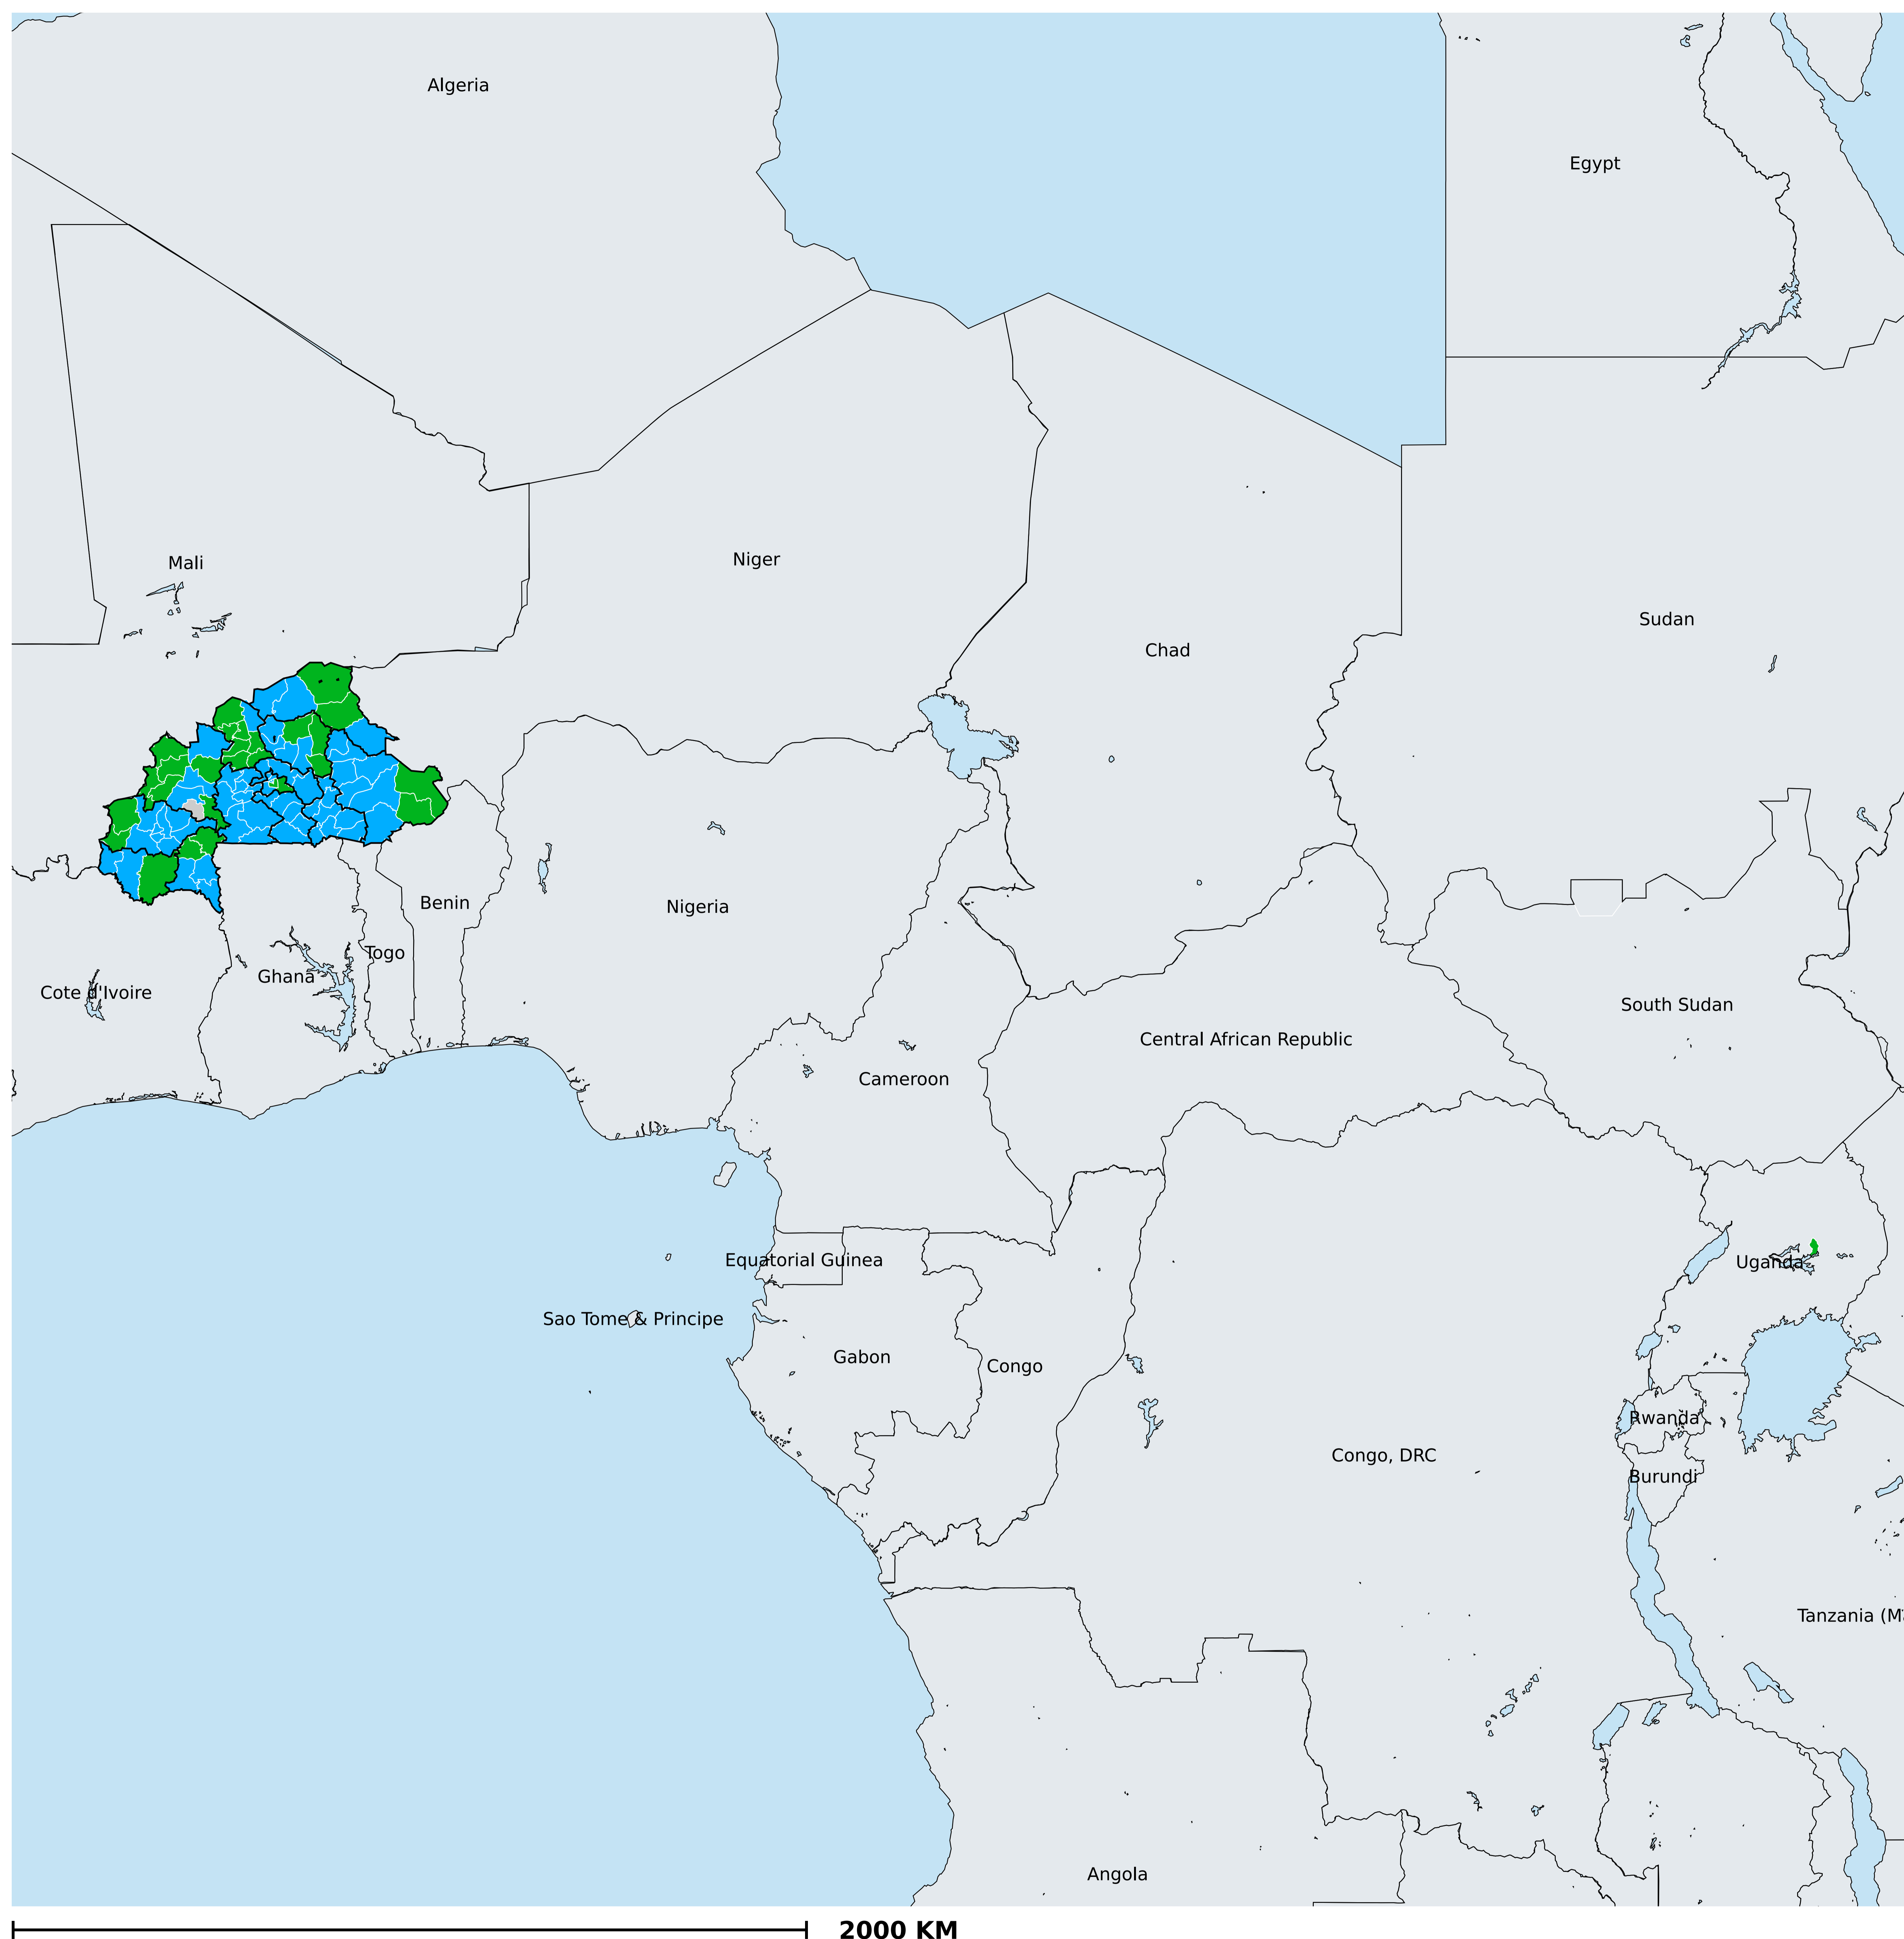 Algeria
Egypt
Mali
Niger
Sudan
Chad
Benin
Nigeria
Togo
Ghana
Cote d'Ivoire
South Sudan
Central African Republic
Cameroon
Equatorial Guinea
Uganda
Sao Tome & Principe
Gabon
Congo
Rwanda
Congo, DRC
Burundi
Tanzania (M
Angola
2000 KM